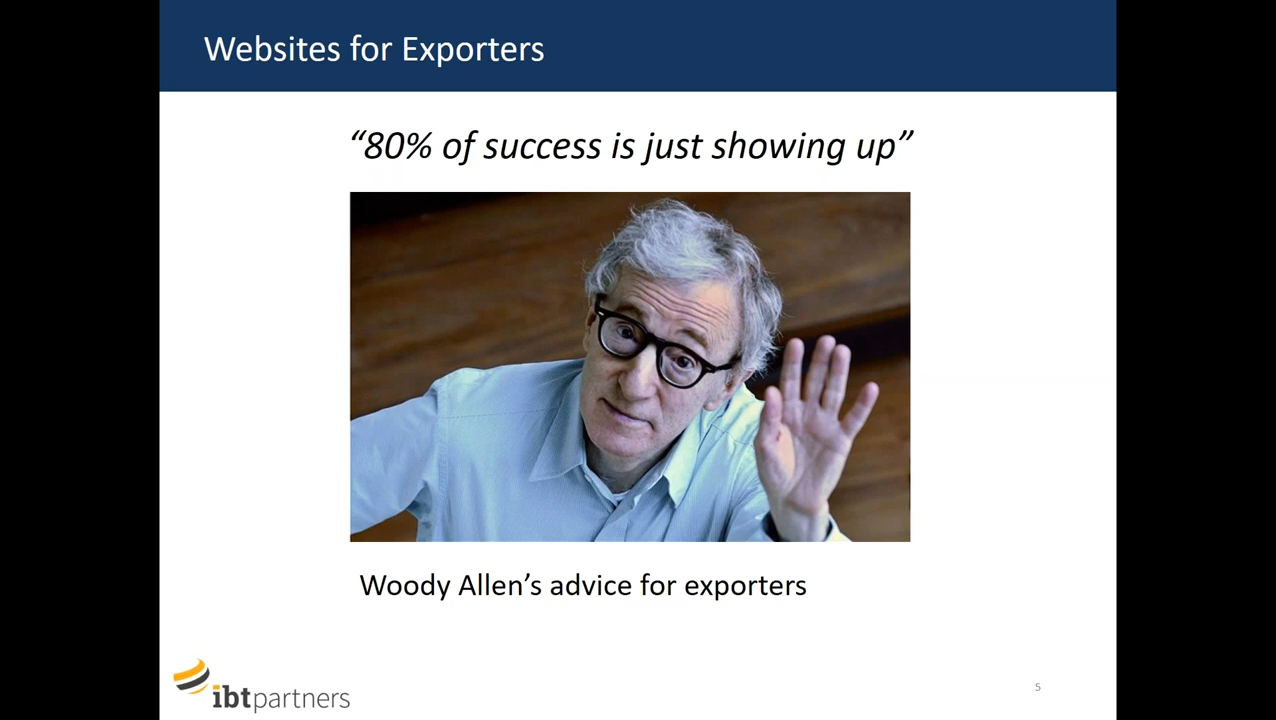 Websites for Exporters
“80% of success is just showing up”
Woody Allen’s advice for exporters
ibtpartners
5